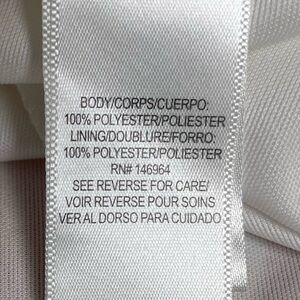 BODY/CORPS/CUERPO:
100% POLYESTER/POLIESTER
LINING/DOUBLURE/FORRO:
100% POLYESTER/POLIESTER
RN# 146964
SEE REVERSE FOR CARE/
VOIR REVERSE POUR SOINS
VER AL DORSO PARA CUIDADO